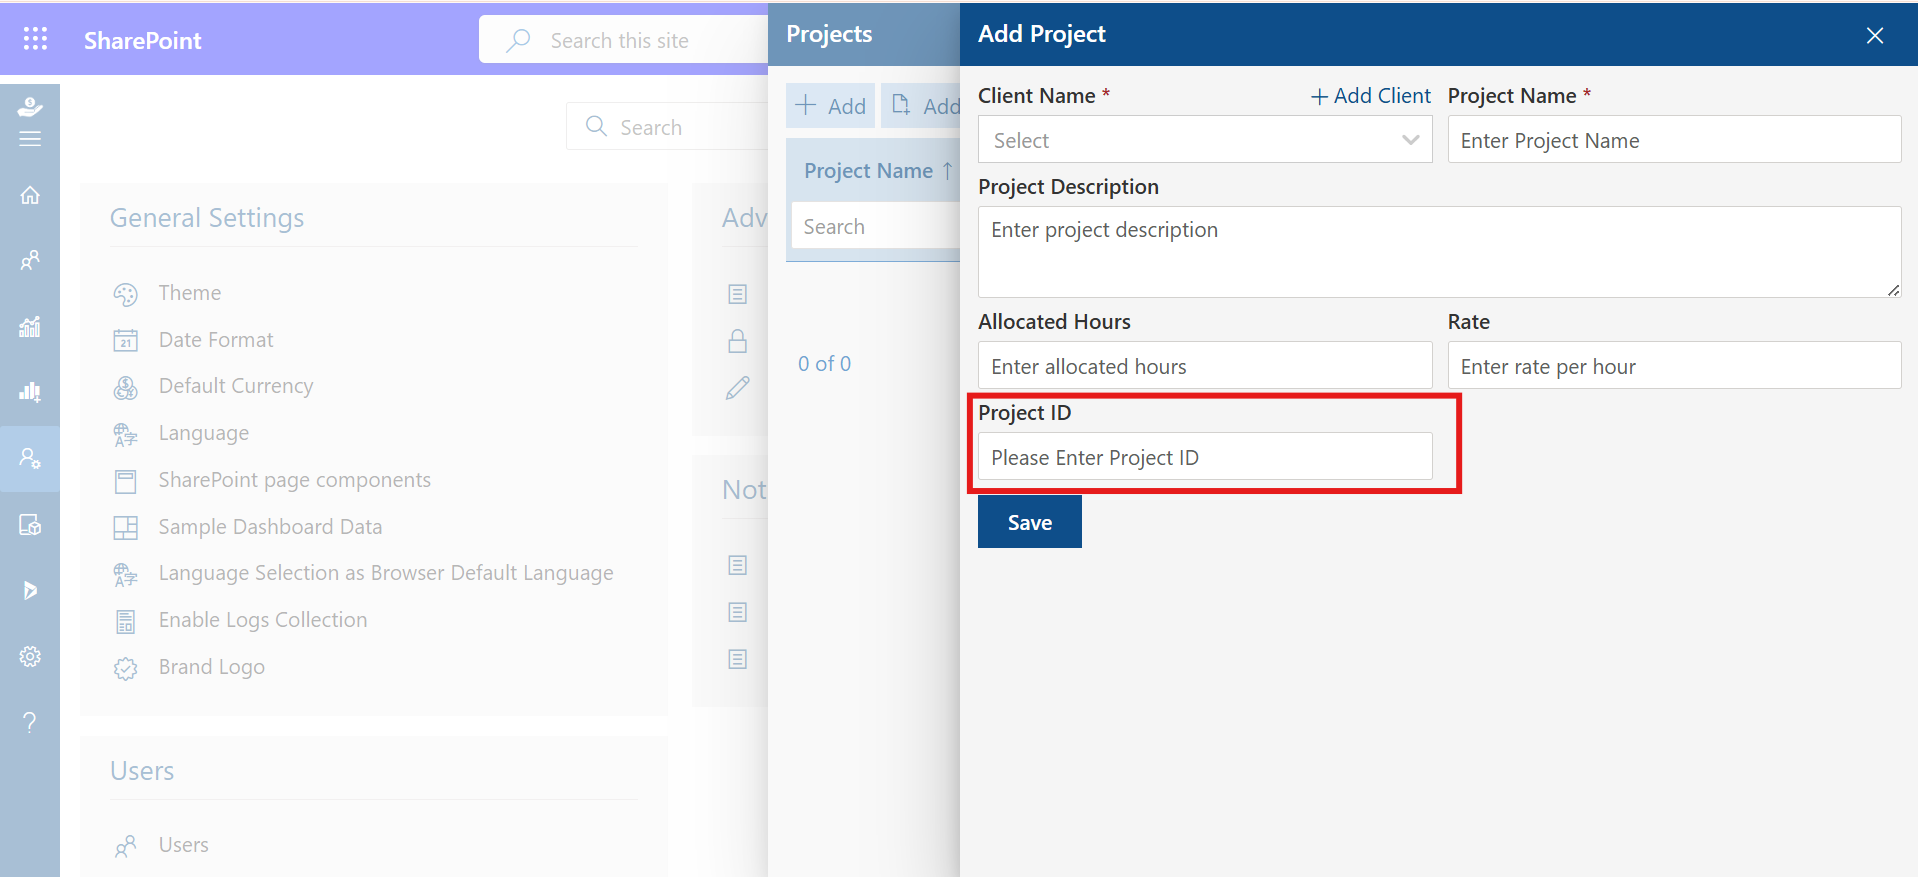 SharePoint
Search this site
Search
General Settings
Theme
21
Date Format
Default Currency
Language
SharePoint page components
Sample Dashboard Data
Language Selection as Browser Default Language
Enable Logs Collection
Brand Logo
Users
Users
Adv
Not
Projects
Add
Add
Project Name ↑
Search
0 of 0
Add Project
Client Name *
+ Add Client
Select
Project Name *
Enter Project Name
Project Description
Enter project description
Allocated Hours
Enter allocated hours
Rate
Enter rate per hour
Project ID
Please Enter Project ID
Save